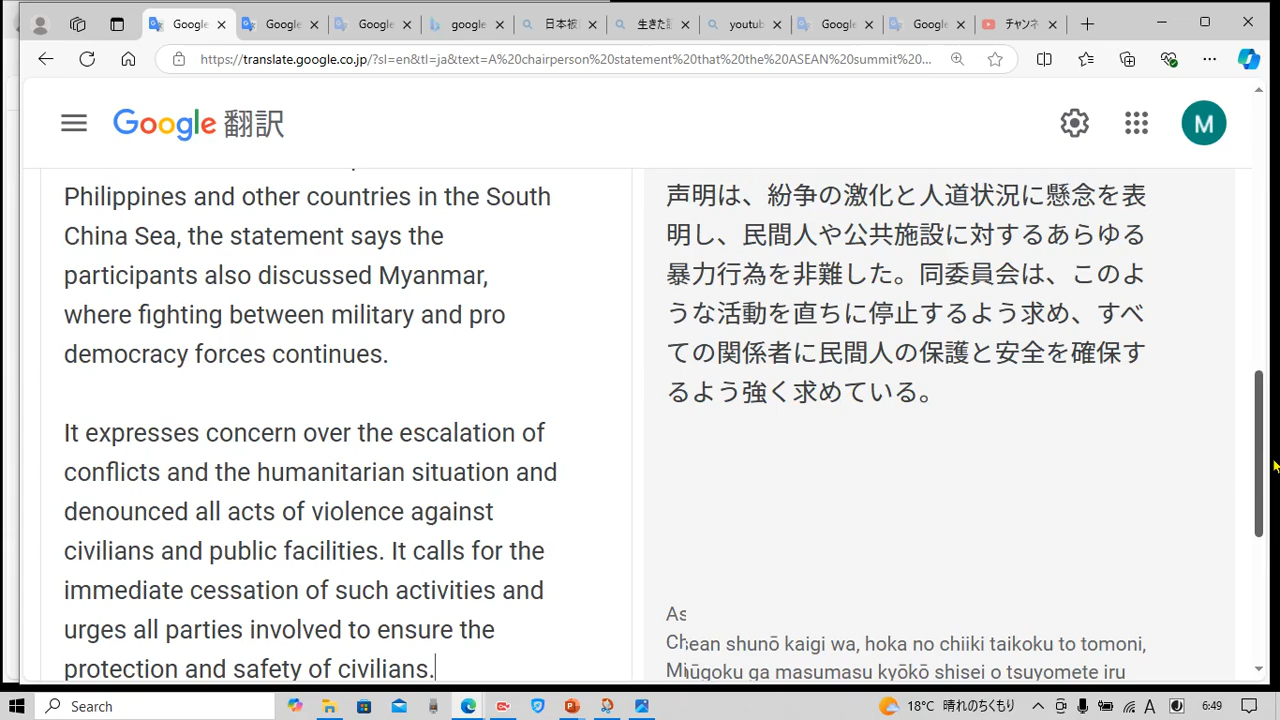 Google
Google
Google
google
日本被
生きた記
youtub
Google
Google
チャンネ
https://translate.google.co.jp/?sl=en&tl=ja&text=A%20chairperson%20statement%20that%20the%20ASEAN%20summit%20...
Google 翻訳
M
Philippines and other countries in the South
China Sea, the statement says the
participants also discussed Myanmar,
where fighting between military and pro
democracy forces continues.
It expresses concern over the escalation of
conflicts and the humanitarian situation and
denounced all acts of violence against
civilians and public facilities. It calls for the
immediate cessation of such activities and
urges all parties involved to ensure the
protection and safety of civilians.
声明は、紛争の激化と人道状況に懸念を表
明し、民間人や公共施設に対するあらゆる
暴力行為を非難した。同委員会は、このよ
うな活動を直ちに停止するよう求め、すべ
ての関係者に民間人の保護と安全を確保す
るよう強く求めている。
As
Chean shunō kaigi wa, hoka no chiiki taikoku to tomoni,
Miūgoku ga masumasu kyōkō shisei o tsuyomete iru
Search
18°C 晴れのちくもり
A
6:49